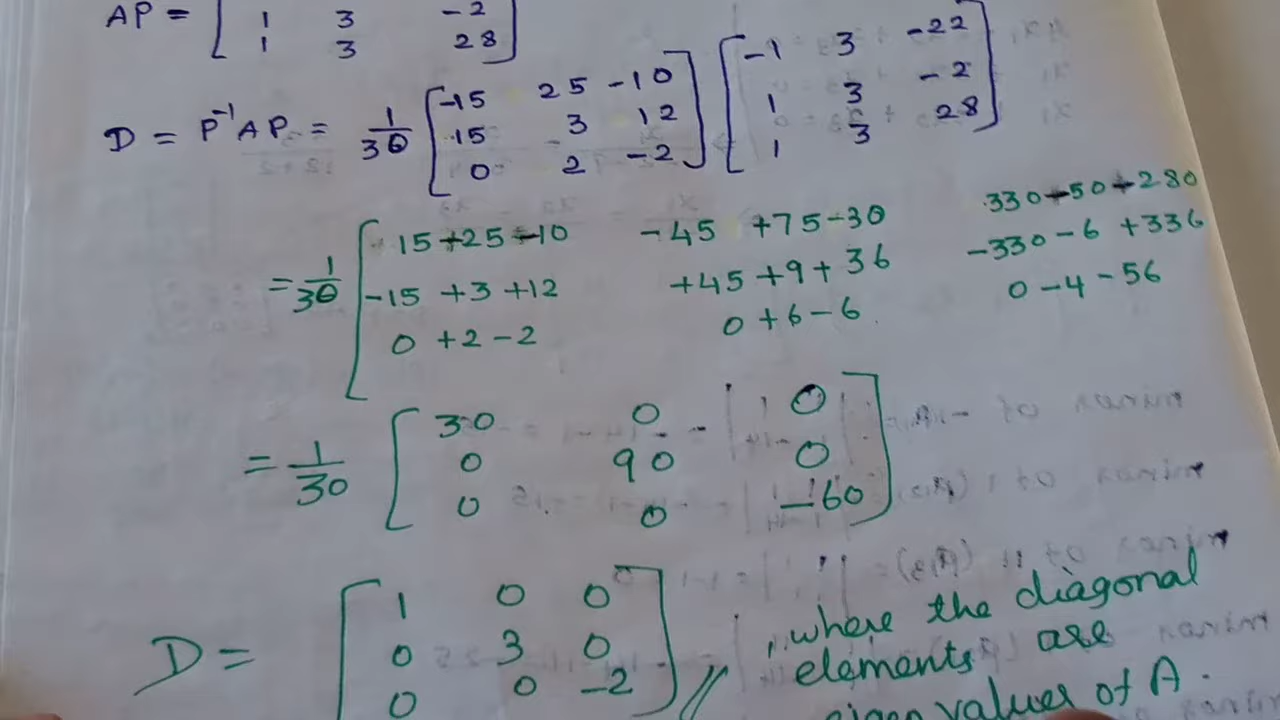 AP = [ 1 3 -2
1 3 28 ]
D = P⁻¹AP = 1/30 [ -15 25 -10
15 3 12
0 2 -2 ] [ -1 3 -22
1 3 -2
1 3 28 ]
= 1/30 [ 15+25-10 -45 +75-30 330-50-280
-15 +3 +12 +45 +9+ 36 -330-6 +336
0 +2-2 0+6-6 0-4-56
= 1/30 [ 30 0 0
0 90 0
0 0 -60 ]
D = [ 1 0 0
0 3 0
0 0 -2 ] // , where the diagonal
elements are
eigen values of A.